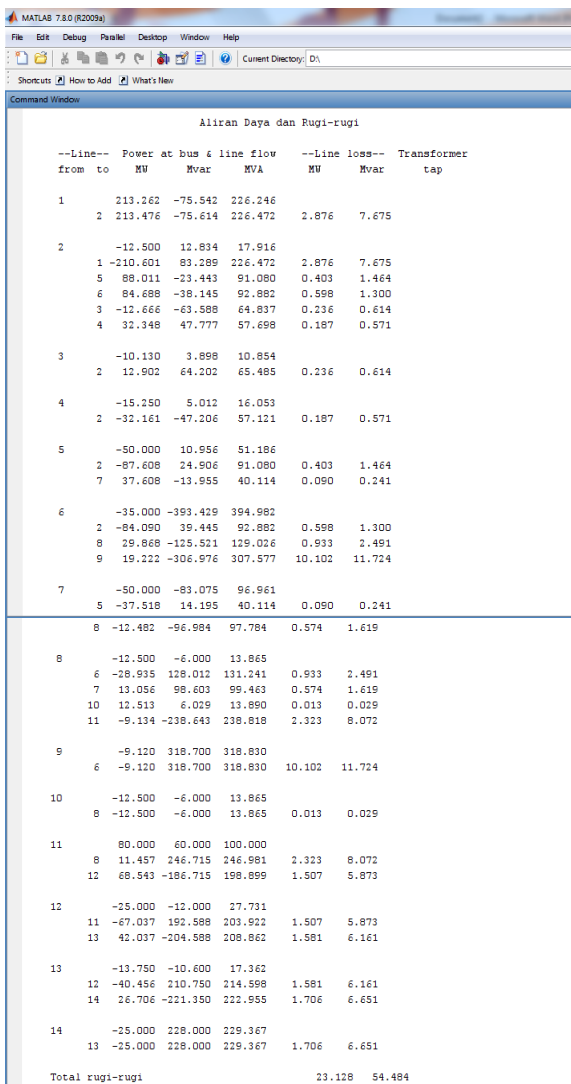 MATLAB 7.8.0 (R2009a)
File Edit Debug Parallel Desktop Window Help
Current Directory: D:\
Shortcuts How to Add What's New
Command Window
Aliran Daya dan Rugi-rugi
--Line-- Power at bus & line flow --Line loss-- Transformer
from to MW Mvar MVA MW Mvar tap
1 213.262 -75.542 226.246
2 213.476 -75.614 226.472 2.876 7.675
2 -12.500 12.834 17.916
1 -210.601 83.289 226.472 2.876 7.675
5 88.011 -23.443 91.080 0.403 1.464
6 84.688 -38.145 92.882 0.598 1.300
3 -12.666 -63.588 64.837 0.236 0.614
4 32.348 47.777 57.698 0.187 0.571
3 -10.130 3.898 10.854
2 12.902 64.202 65.485 0.236 0.614
4 -15.250 5.012 16.053
2 -32.161 -47.206 57.121 0.187 0.571
5 -50.000 10.956 51.186
2 -87.608 24.906 91.080 0.403 1.464
7 37.608 -13.955 40.114 0.090 0.241
6 -35.000 -393.429 394.982
2 -84.090 39.445 92.882 0.598 1.300
8 29.868 -125.521 129.026 0.933 2.491
9 19.222 -306.976 307.577 10.102 11.724
7 -50.000 -83.075 96.961
5 -37.518 14.195 40.114 0.090 0.241
8 -12.482 -96.984 97.784 0.574 1.619
8 -12.500 -6.000 13.865
6 -28.935 128.012 131.241 0.933 2.491
7 13.056 98.603 99.463 0.574 1.619
10 12.513 6.029 13.890 0.013 0.029
11 -9.134 -238.643 238.818 2.323 8.072
9 -9.120 318.700 318.830
6 -9.120 318.700 318.830 10.102 11.724
10 -12.500 -6.000 13.865
8 -12.500 -6.000 13.865 0.013 0.029
11 80.000 60.000 100.000
8 11.457 246.715 246.981 2.323 8.072
12 68.543 -186.715 198.899 1.507 5.873
12 -25.000 -12.000 27.731
11 -67.037 192.588 203.922 1.507 5.873
13 42.037 -204.588 208.862 1.581 6.161
13 -13.750 -10.600 17.362
12 -40.456 210.750 214.598 1.581 6.161
14 26.706 -221.350 222.955 1.706 6.651
14 -25.000 228.000 229.367
13 -25.000 228.000 229.367 1.706 6.651
Total rugi-rugi 23.128 54.484